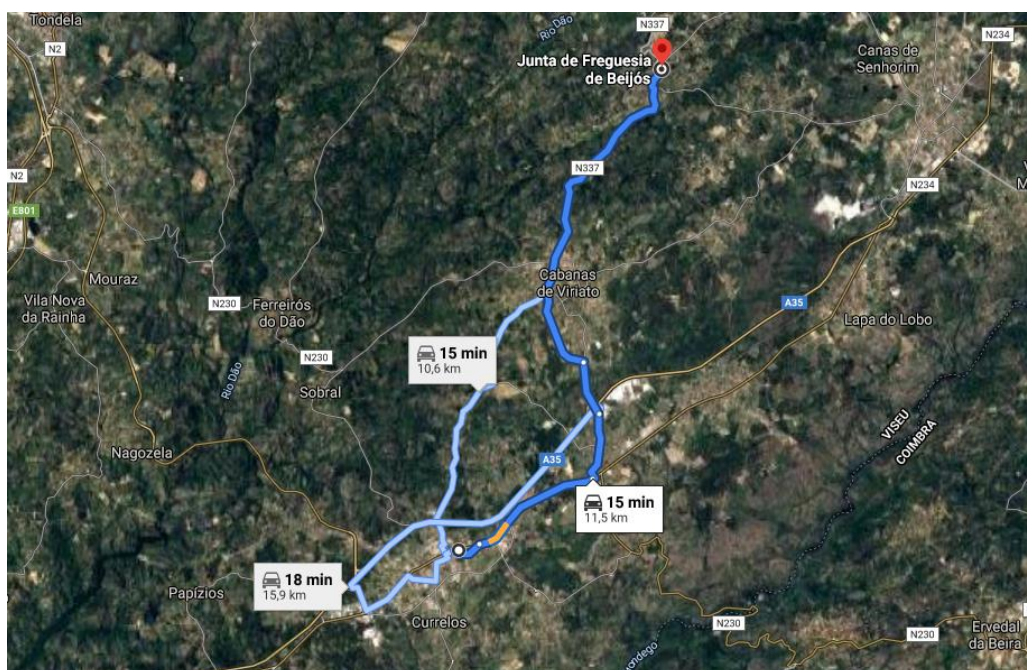 Tondela
N2
Rio Dão
N337
N234
Junta de Freguesia
de Beijós
Canas de
Senhorim
N2
N337
N234
E801
Mouraz
Vila Nova
da Rainha
N230
Ferreirós
do Dão
Cabanas
de Viriato
A35
Lapa do Lobo
15 min
10,6 km
N230
Rio Dão
Sobral
VISEU
COIMBRA
Nagozela
A35
15 min
11,5 km
18 min
15,9 km
Papízios
Currelos
N230
N230
Ervedal
da Beira
ondego